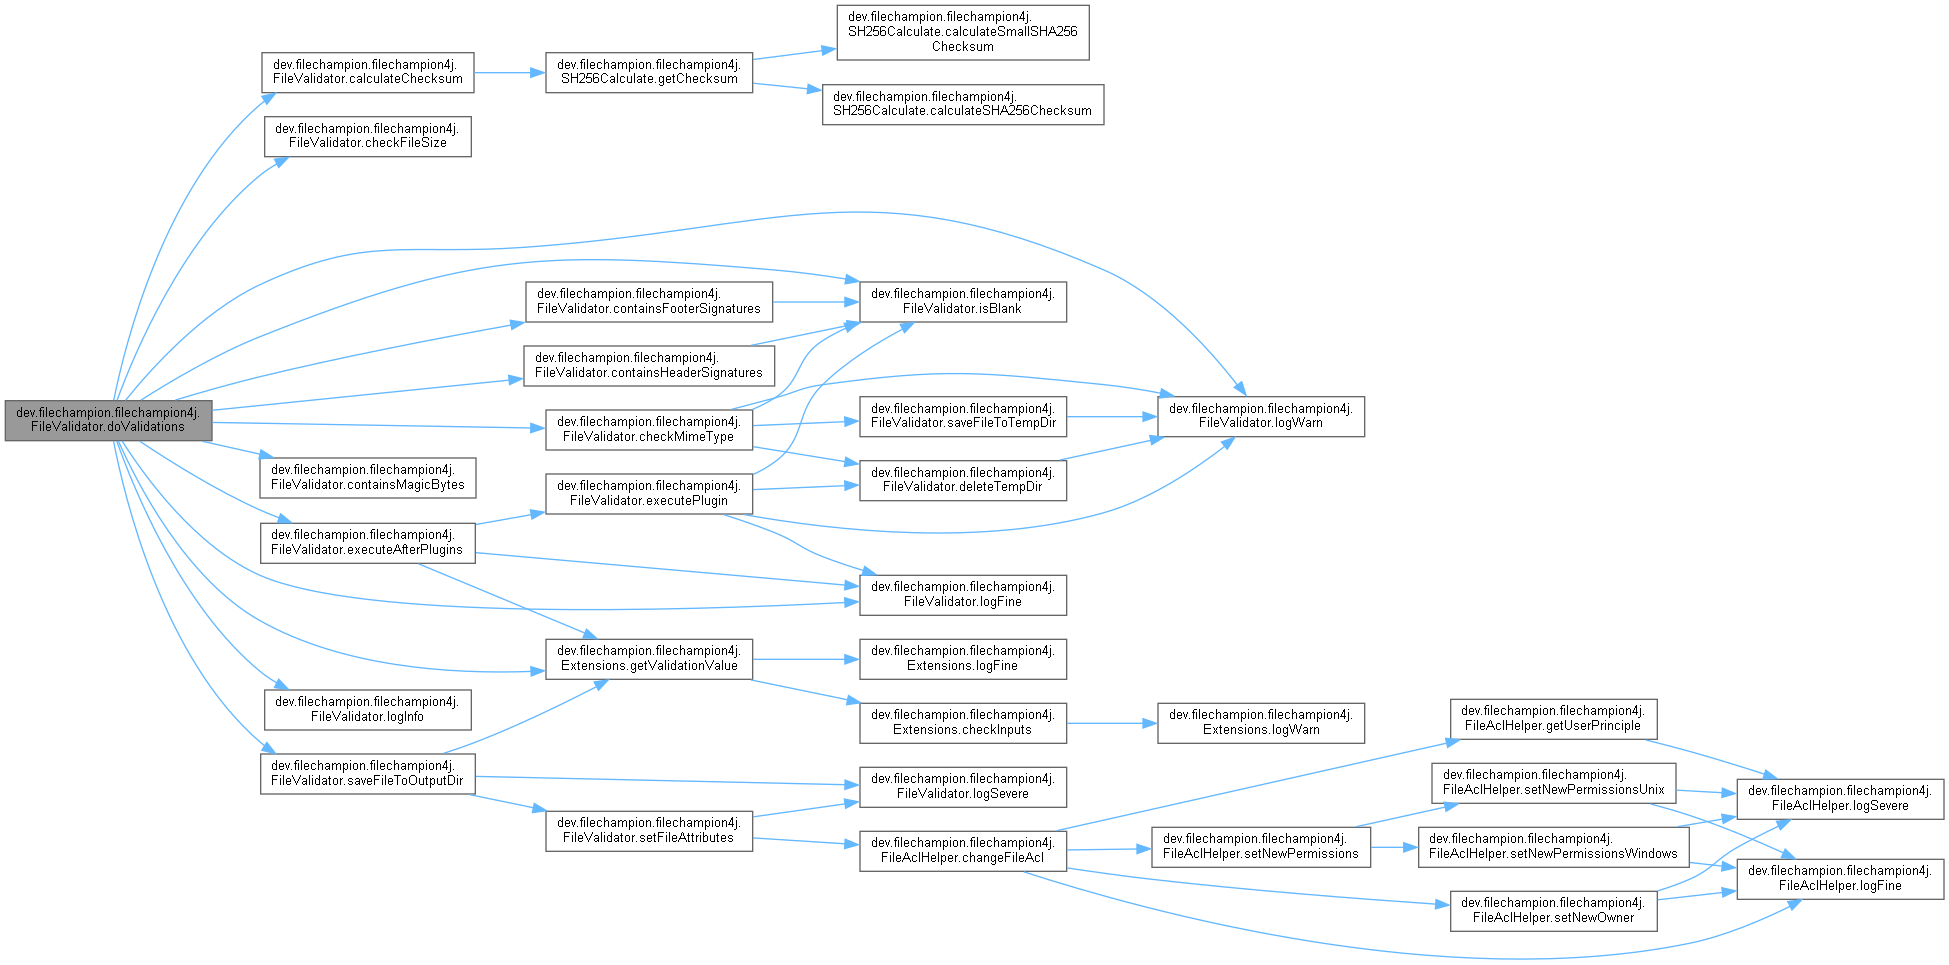 dev.filechampion.filechampion4j.
FileValidator.doValidations
dev.filechampion.filechampion4j.
FileValidator.calculateChecksum
dev.filechampion.filechampion4j.
SH256Calculate.getChecksum
dev.filechampion.filechampion4j.
SH256Calculate.calculateSmallSHA256
Checksum
dev.filechampion.filechampion4j.
SH256Calculate.calculateSHA256Checksum
dev.filechampion.filechampion4j.
FileValidator.checkFileSize
dev.filechampion.filechampion4j.
FileValidator.containsFooterSignatures
dev.filechampion.filechampion4j.
FileValidator.isBlank
dev.filechampion.filechampion4j.
FileValidator.containsHeaderSignatures
dev.filechampion.filechampion4j.
FileValidator.checkMimeType
dev.filechampion.filechampion4j.
FileValidator.saveFileToTempDir
dev.filechampion.filechampion4j.
FileValidator.logWarn
dev.filechampion.filechampion4j.
FileValidator.deleteTempDir
dev.filechampion.filechampion4j.
FileValidator.containsMagicBytes
dev.filechampion.filechampion4j.
FileValidator.executePlugin
dev.filechampion.filechampion4j.
FileValidator.executeAfterPlugins
dev.filechampion.filechampion4j.
FileValidator.logFine
dev.filechampion.filechampion4j.
Extensions.getValidationValue
dev.filechampion.filechampion4j.
Extensions.logFine
dev.filechampion.filechampion4j.
Extensions.checkInputs
dev.filechampion.filechampion4j.
Extensions.logWarn
dev.filechampion.filechampion4j.
FileValidator.logInfo
dev.filechampion.filechampion4j.
FileValidator.saveFileToOutputDir
dev.filechampion.filechampion4j.
FileValidator.logSevere
dev.filechampion.filechampion4j.
FileValidator.setFileAttributes
dev.filechampion.filechampion4j.
FileAclHelper.changeFileAcl
dev.filechampion.filechampion4j.
FileAclHelper.getUserPrinciple
dev.filechampion.filechampion4j.
FileAclHelper.setNewPermissions
dev.filechampion.filechampion4j.
FileAclHelper.setNewPermissionsUnix
dev.filechampion.filechampion4j.
FileAclHelper.setNewPermissionsWindows
dev.filechampion.filechampion4j.
FileAclHelper.setNewOwner
dev.filechampion.filechampion4j.
FileAclHelper.logSevere
dev.filechampion.filechampion4j.
FileAclHelper.logFine